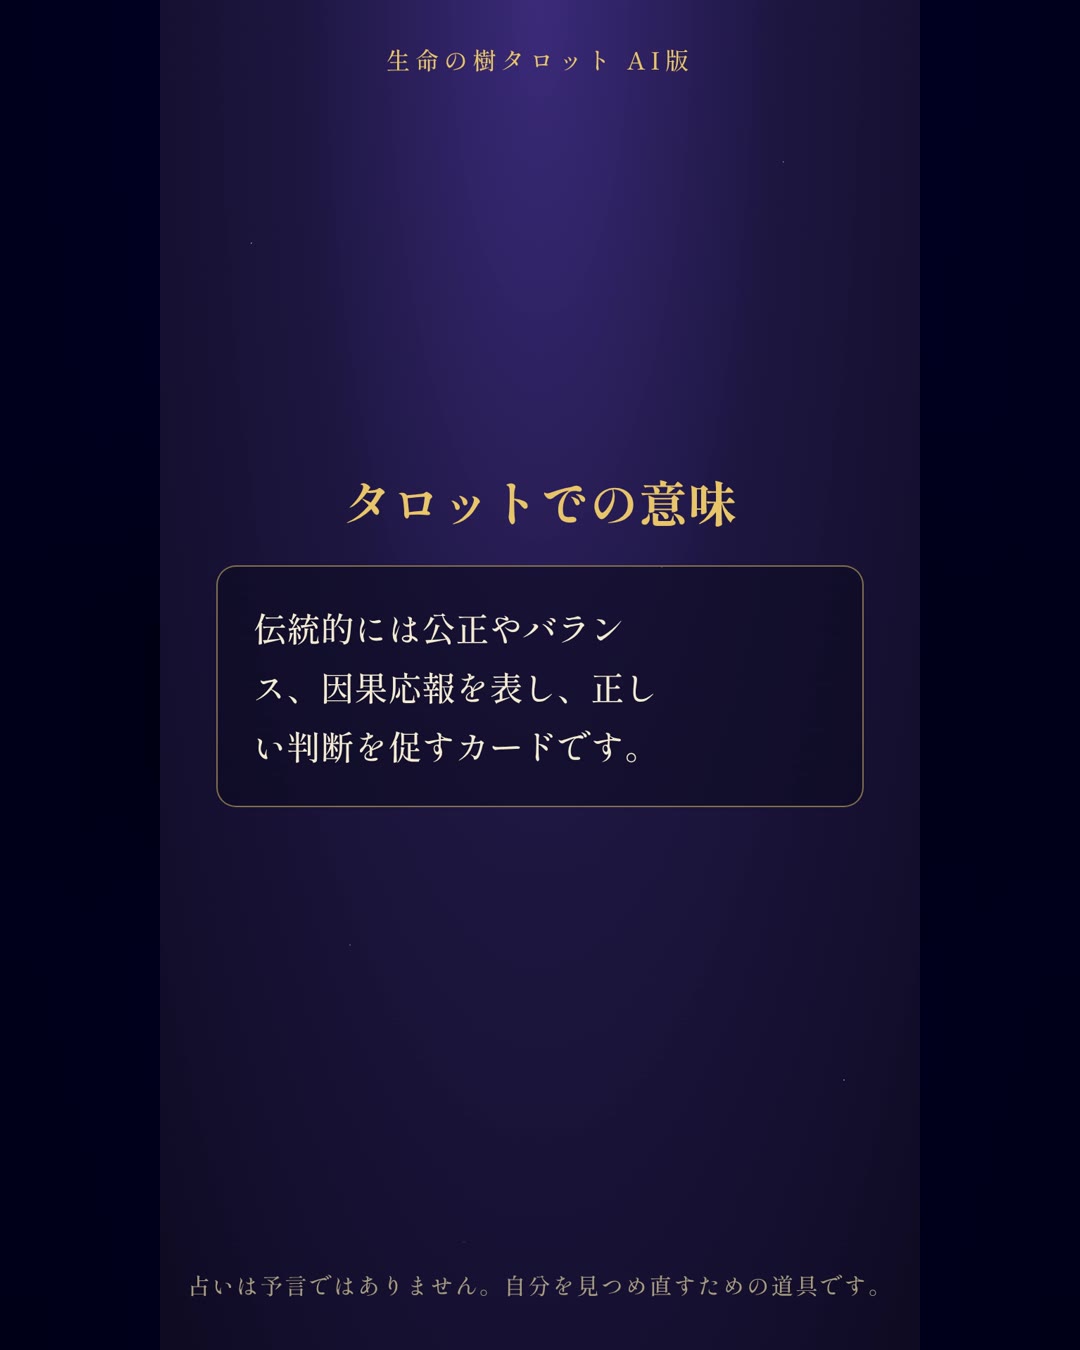 生命の樹タロット AI版
タロットでの意味
伝統的には公正やバラン
ス、因果応報を表し、正し
い判断を促すカードです。
占いは予言ではありません。自分を見つめ直すための道具です。